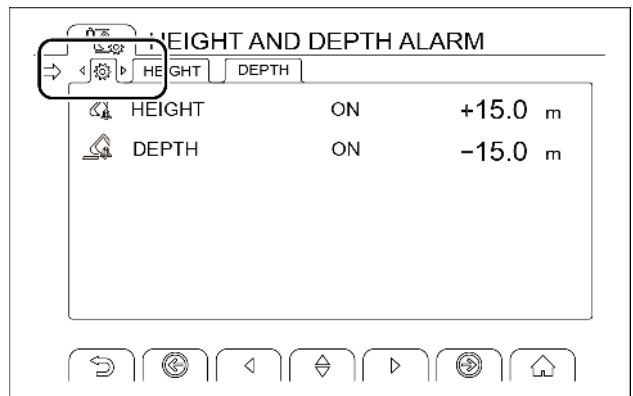 HEIGHT AND DEPTH ALARM
HEIGHT DEPTH
HEIGHT ON +15.0 m
DEPTH ON −15.0 m